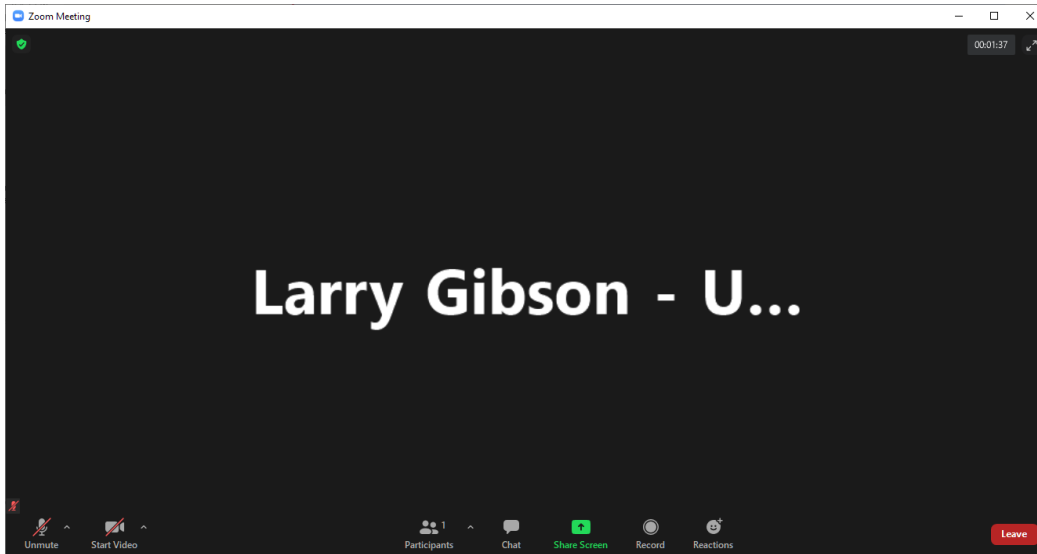 Zoom Meeting
00:01:37
Larry Gibson - U...
Unmute
Start Video
1
Participants
Chat
Share Screen
Record
Reactions
Leave